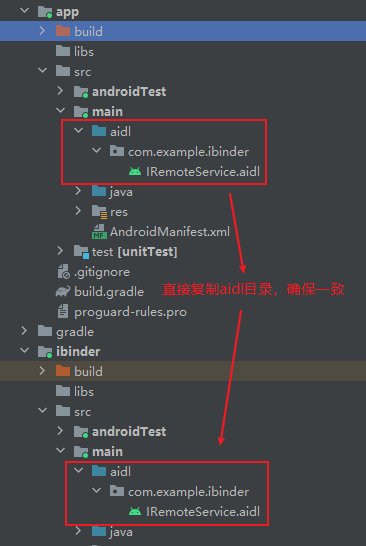 app
build
libs
src
androidTest
main
aidl
com.example.ibinder
IRemoteService.aidl
java
res
AndroidManifest.xml
test [unitTest]
.gitignore
build.gradle
proguard-rules.pro
直接复制aidl目录，确保一致
gradle
ibinder
build
libs
src
androidTest
main
aidl
com.example.ibinder
IRemoteService.aidl
java